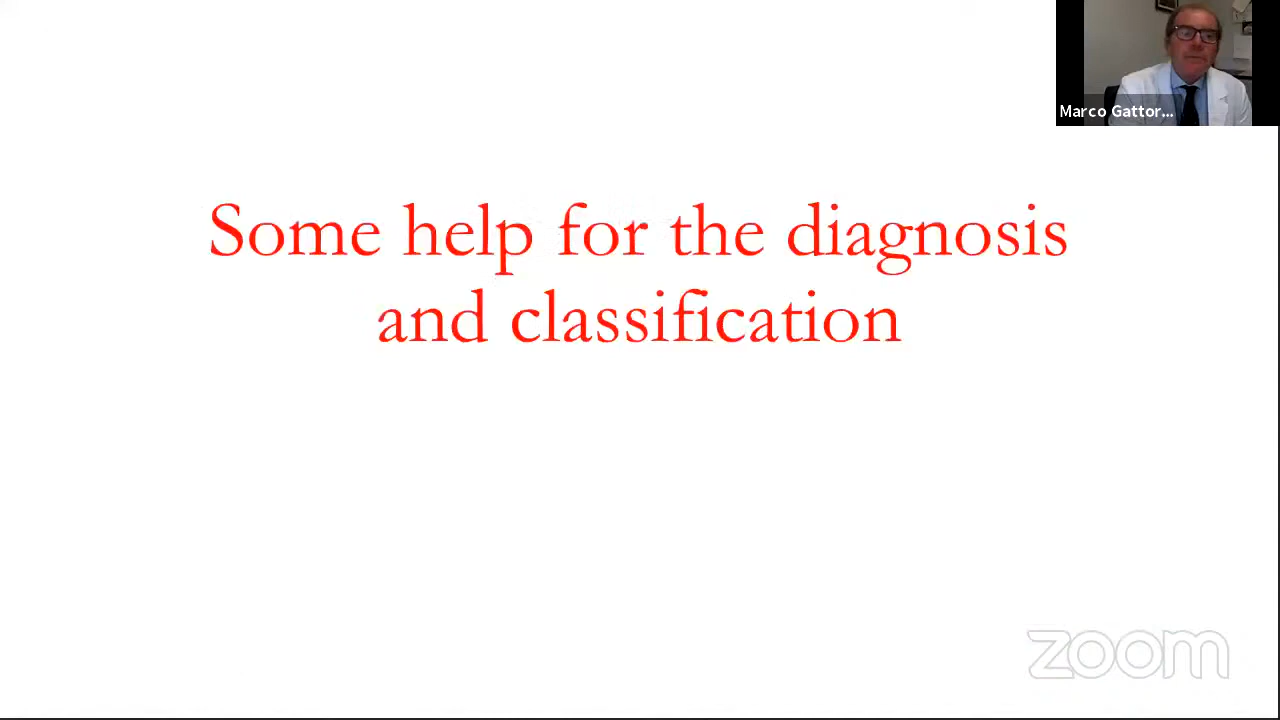 Marco Gattor...
Some help for the diagnosis
and classification
zoom